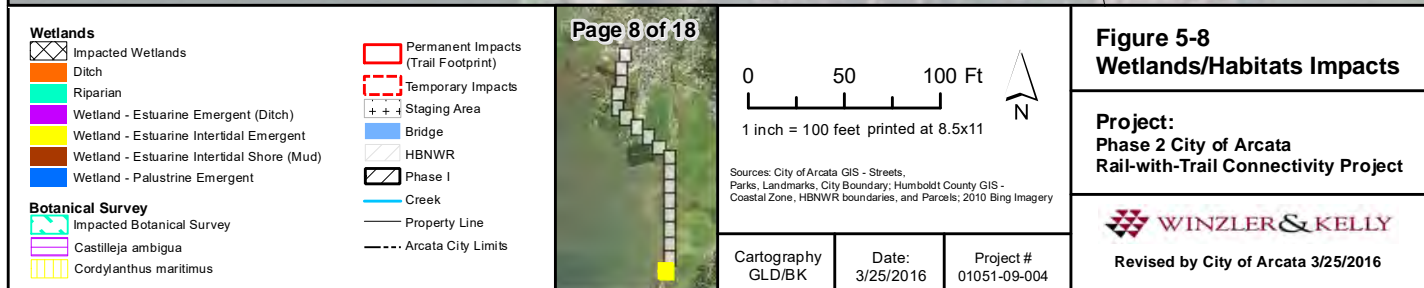 Wetlands
Impacted Wetlands
Ditch
Riparian
Wetland - Estuarine Emergent (Ditch)
Wetland - Estuarine Intertidal Emergent
Wetland - Estuarine Intertidal Shore (Mud)
Wetland - Palustrine Emergent
Botanical Survey
Impacted Botanical Survey
Castilleja ambigua
Cordylanthus maritimus
Permanent Impacts
(Trail Footprint)
Temporary Impacts
Staging Area
Bridge
HBNWR
Phase I
Creek
Property Line
Arcata City Limits
Page 8 of 18
0 50 100 Ft
N
1 inch = 100 feet printed at 8.5x11
Sources: City of Arcata GIS - Streets,
Parks, Landmarks, City Boundary; Humboldt County GIS -
Coastal Zone, HBNWR boundaries, and Parcels; 2010 Bing Imagery
Cartography
GLD/BK
Date:
3/25/2016
Project #
01051-09-004
Figure 5-8
Wetlands/Habitats Impacts
Project:
Phase 2 City of Arcata
Rail-with-Trail Connectivity Project
WINZLER & KELLY
Revised by City of Arcata 3/25/2016